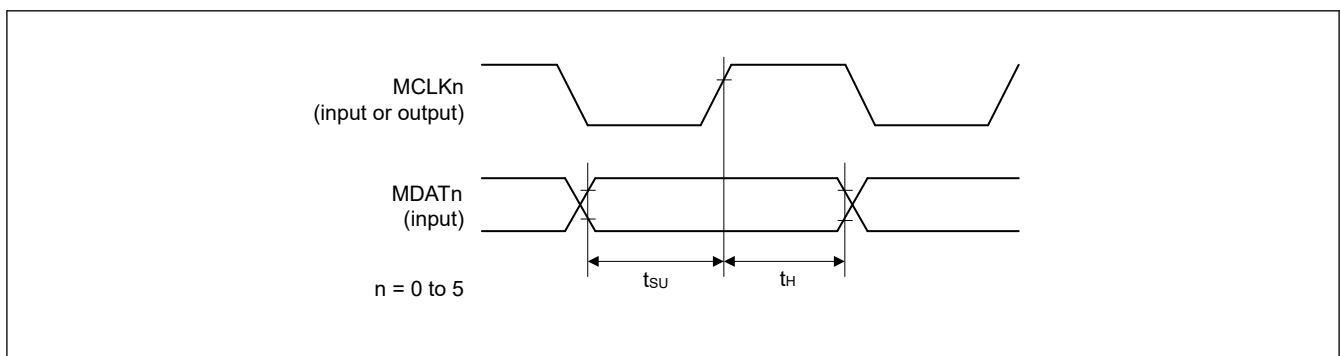 MCLKn
(input or output)
MDATn
(input)
tSU
tH
n = 0 to 5